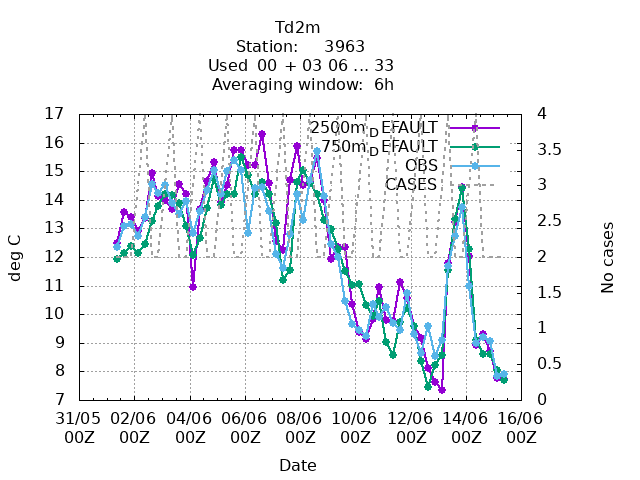 Td2m
Station: 3963
Used 00 + 03 06 ... 33
Averaging window: 6h
17 4
2500m_DEFAULT
16 3.5
750m_DEFAULT
OBS
15 3
CASES
14
13 2.5
12 2
11 1.5
10 1
9
8 0.5
7 0
deg C
No cases
31/05 02/06 04/06 06/06 08/06 10/06 12/06 14/06 16/06
00Z 00Z 00Z 00Z 00Z 00Z 00Z 00Z 00Z
Date